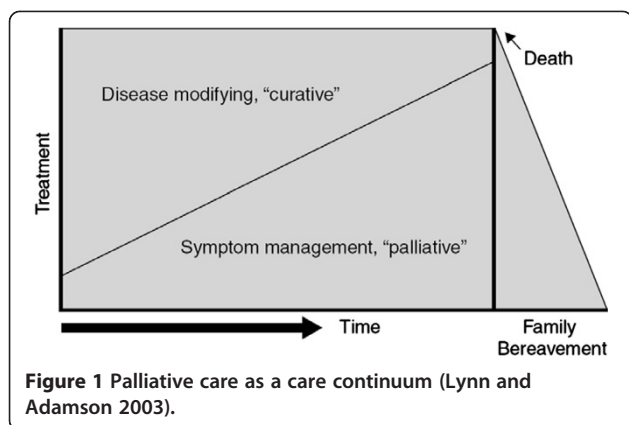 Death
Disease modifying, “curative”
Treatment
Symptom management, “palliative”
Time
Family
Bereavement
Figure 1 Palliative care as a care continuum (Lynn and
Adamson 2003).